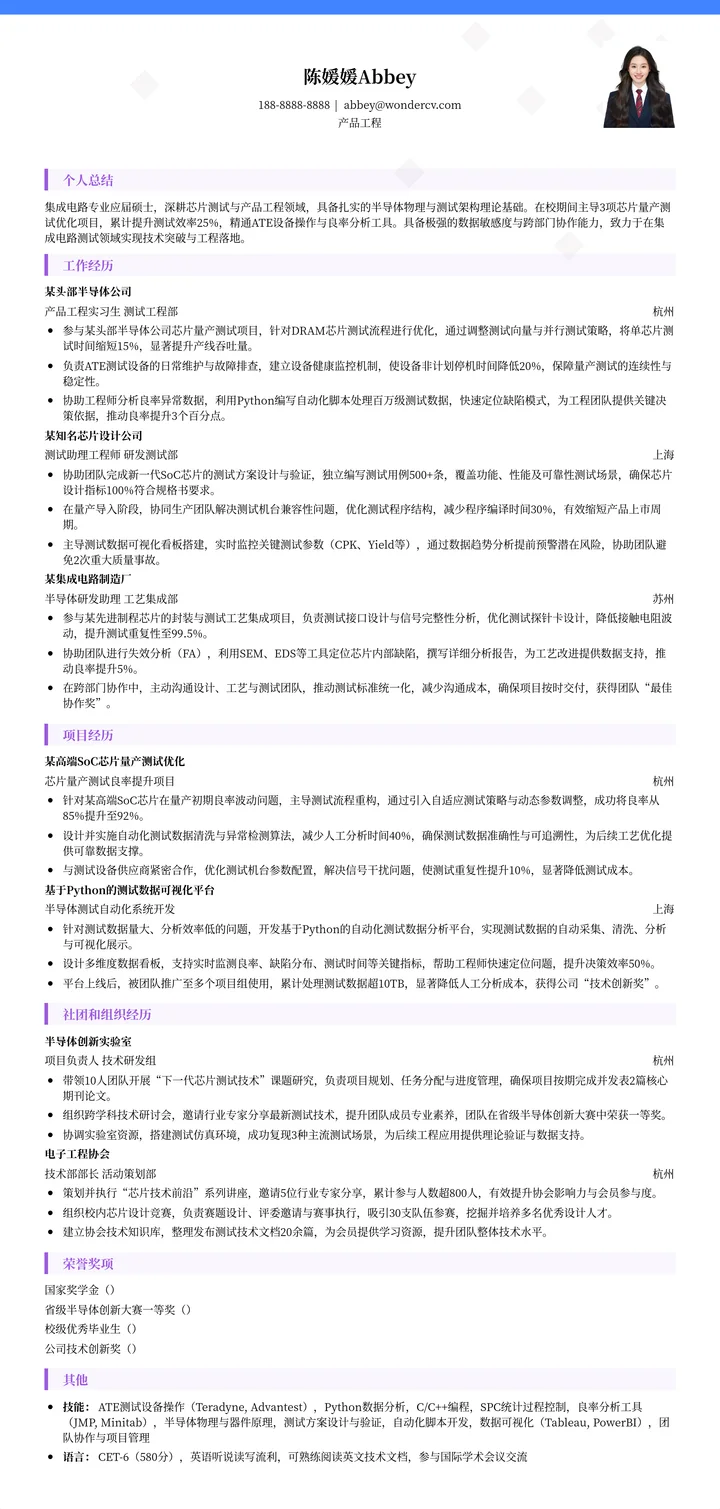 陈媛媛Abbey
188-8888-8888 | abbey@wondercv.com
产品工程
个人总结
集成电路专业应届硕士，深耕芯片测试与产品工程领域，具备扎实的半导体物理与测试架构理论基础。在校期间主导3项芯片量产测
试优化项目，累计提升测试效率25%，精通ATE设备操作与良率分析工具。具备极强的数据敏感度与跨部门协作能力，致力于在集
成电路测试领域实现技术突破与工程落地。
工作经历
某头部半导体公司
产品工程实习生 测试工程部 杭州
• 参与某头部半导体公司芯片量产测试项目，针对DRAM芯片测试流程进行优化，通过调整测试向量与并行测试策略，将单芯片测
试时间缩短15%，显著提升产线吞吐量。
• 负责ATE测试设备的日常维护与故障排查，建立设备健康监控机制，使设备非计划停机时间降低20%，保障量产测试的连续性与
稳定性。
• 协助工程师分析良率异常数据，利用Python编写自动化脚本处理百万级测试数据，快速定位缺陷模式，为工程团队提供关键决
策依据，推动良率提升3个百分点。
某知名芯片设计公司
测试助理工程师 研发测试部 上海
• 协助团队完成新一代SoC芯片的测试方案设计与验证，独立编写测试用例500+条，覆盖功能、性能及可靠性测试场景，确保芯片
设计指标100%符合规格书要求。
• 在量产导入阶段，协同生产团队解决测试机台兼容性问题，优化测试程序结构，减少程序编译时间30%，有效缩短产品上市周
期。
• 主导测试数据可视化看板搭建，实时监控关键测试参数（CPK、Yield等），通过数据趋势分析提前预警潜在风险，协助团队避
免2次重大质量事故。
某集成电路制造厂
半导体研发助理 工艺集成部 苏州
• 参与某先进制程芯片的封装与测试工艺集成项目，负责测试接口设计与信号完整性分析，优化测试探针卡设计，降低接触电阻波
动，提升测试重复性至99.5%。
• 协助团队进行失效分析（FA），利用SEM、EDS等工具定位芯片内部缺陷，撰写详细分析报告，为工艺改进提供数据支持，推
动良率提升5%。
• 在跨部门协作中，主动沟通设计、工艺与测试团队，推动测试标准统一化，减少沟通成本，确保项目按时交付，获得团队“最佳
协作奖”。
项目经历
某高端SoC芯片量产测试优化
芯片量产测试良率提升项目 杭州
• 针对某高端SoC芯片在量产初期良率波动问题，主导测试流程重构，通过引入自适应测试策略与动态参数调整，成功将良率从
85%提升至92%。
• 设计并实施自动化测试数据清洗与异常检测算法，减少人工分析时间40%，确保测试数据准确性与可追溯性，为后续工艺优化提
供可靠数据支撑。
• 与测试设备供应商紧密合作，优化测试机台参数配置，解决信号干扰问题，使测试重复性提升10%，显著降低测试成本。
基于Python的测试数据可视化平台
半导体测试自动化系统开发 上海
• 针对测试数据量大、分析效率低的问题，开发基于Python的自动化测试数据分析平台，实现测试数据的自动采集、清洗、分析
与可视化展示。
• 设计多维度数据看板，支持实时监测良率、缺陷分布、测试时间等关键指标，帮助工程师快速定位问题，提升决策效率50%。
• 平台上线后，被团队推广至多个项目组使用，累计处理测试数据超10TB，显著降低人工分析成本，获得公司“技术创新奖”。
社团和组织经历
半导体创新实验室
项目负责人 技术研发组 杭州
• 带领10人团队开展“下一代芯片测试技术”课题研究，负责项目规划、任务分配与进度管理，确保项目按期完成并发表2篇核心
期刊论文。
• 组织跨学科技术研讨会，邀请行业专家分享最新测试技术，提升团队成员专业素养，团队在省级半导体创新大赛中荣获一等奖。
• 协调实验室资源，搭建测试仿真环境，成功复现3种主流测试场景，为后续工程应用提供理论验证与数据支持。
电子工程协会
技术部部长 活动策划部 杭州
• 策划并执行“芯片技术前沿”系列讲座，邀请5位行业专家分享，累计参与人数超800人，有效提升协会影响力与会员参与度。
• 组织校内芯片设计竞赛，负责赛题设计、评委邀请与赛事执行，吸引30支队伍参赛，挖掘并培养多名优秀设计人才。
• 建立协会技术知识库，整理发布测试技术文档20余篇，为会员提供学习资源，提升团队整体技术水平。
荣誉奖项
国家奖学金（）
省级半导体创新大赛一等奖（）
校级优秀毕业生（）
公司技术创新奖（）
其他
• 技能： ATE测试设备操作（Teradyne, Advantest），Python数据分析，C/C++编程，SPC统计过程控制，良率分析工具
（JMP, Minitab），半导体物理与器件原理，测试方案设计与验证，自动化脚本开发，数据可视化（Tableau, PowerBI），团
队协作与项目管理
• 语言： CET-6（580分），英语听说读写流利，可熟练阅读英文技术文档，参与国际学术会议交流